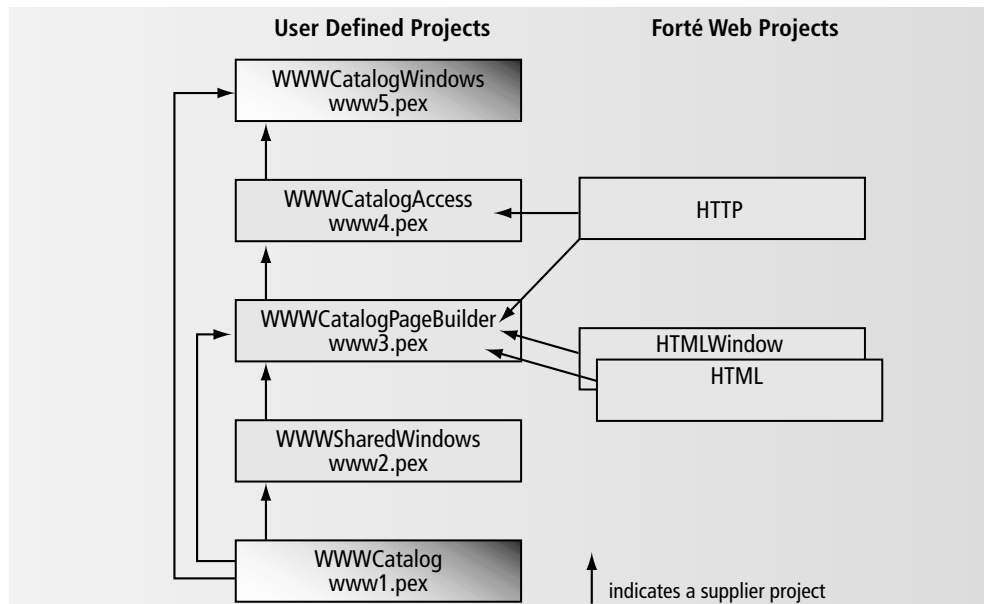 User Defined Projects
Forté Web Projects
WWWCatalogWindows
www5.pex
WWWCatalogAccess
www4.pex
HTTP
WWWCatalogPageBuilder
www3.pex
HTMLWindow
HTML
WWWSharedWindows
www2.pex
WWWCatalog
www1.pex
indicates a supplier project